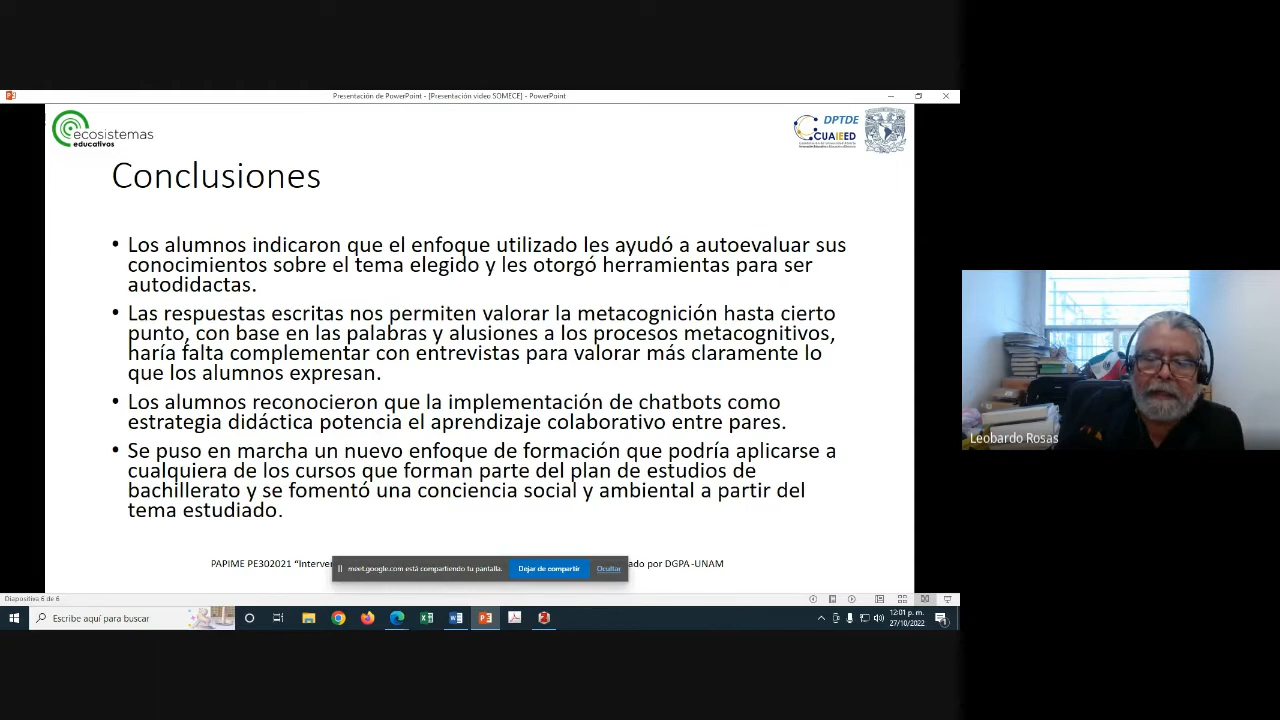 Presentación de PowerPoint - [Presentación video SOMECE] - PowerPoint
ecosistemas
educativos
DPTDE
CUAIEED
Conclusiones
• Los alumnos indicaron que el enfoque utilizado les ayudó a autoevaluar sus
conocimientos sobre el tema elegido y les otorgó herramientas para ser
autodidactas.
• Las respuestas escritas nos permiten valorar la metacognición hasta cierto
punto, con base en las palabras y alusiones a los procesos metacognitivos,
haría falta complementar con entrevistas para valorar más claramente lo
que los alumnos expresan.
• Los alumnos reconocieron que la implementación de chatbots como
estrategia didáctica potencia el aprendizaje colaborativo entre pares.
• Se puso en marcha un nuevo enfoque de formación que podría aplicarse a
cualquiera de los cursos que forman parte del plan de estudios de
bachillerato y se fomentó una conciencia social y ambiental a partir del
tema estudiado.
Leobardo Rosas
PAPIME PE302021 “Interve
ado por DGPA -UNAM
meet.google.com está compartiendo tu pantalla.
Dejar de compartir
Ocultar
Diapositiva 6 de 6
Escribe aquí para buscar
12:01 p. m.
27/10/2022